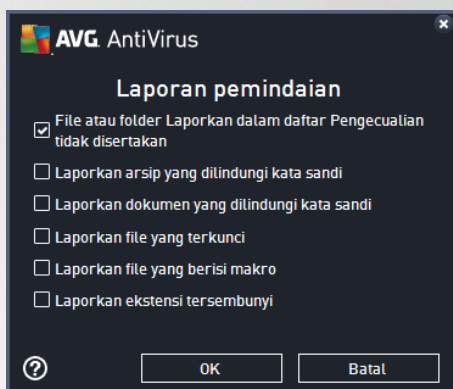 AVG AntiVirus
Laporan pemindaian
File atau folder Laporkan dalam daftar Pengecualian
tidak disertakan
Laporkan arsip yang dilindungi kata sandi
Laporkan dokumen yang dilindungi kata sandi
Laporkan file yang terkunci
Laporkan file yang berisi makro
Laporkan ekstensi tersembunyi
?
OK
Batal